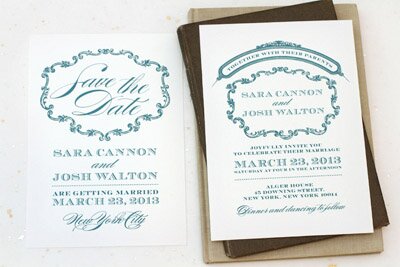 Save the
Date
SARA CANNON
and
JOSH WALTON
ARE GETTING MARRIED
MARCH 23, 2013
New York City
TOGETHER WITH THEIR PARENTS
SARA CANNON
and
JOSH WALTON
JOYFULLY INVITE YOU
TO CELEBRATE THEIR MARRIAGE
MARCH 23, 2013
SATURDAY AT FOUR IN THE AFTERNOON
ALGER HOUSE
45 DOWNING STREET
NEW YORK, NEW YORK 10014
Dinner and dancing to follow